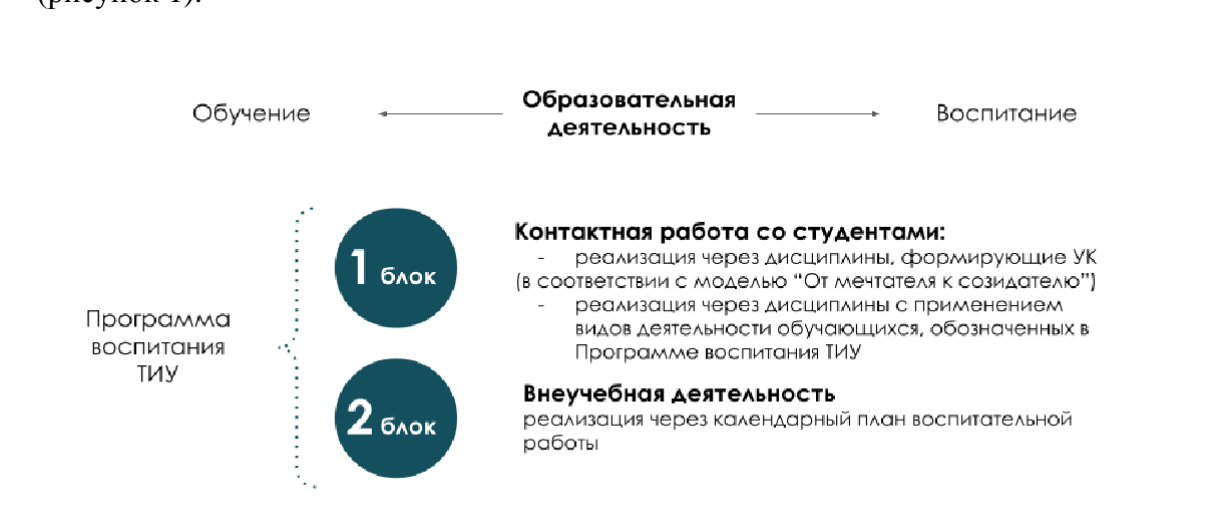 (рисунок 1).
Обучение
Образовательная
деятельность
Воспитание
Программа
воспитания
ТИУ
1 блок
Контактная работа со студентами:
- реализация через дисциплины, формирующие УК
(в соответствии с моделью “От мечтателя к созидателю”)
- реализация через дисциплины с применением
видов деятельности обучающихся, обозначенных в
Программе воспитания ТИУ
2 блок
Внеучебная деятельность
реализация через календарный план воспитательной
работы